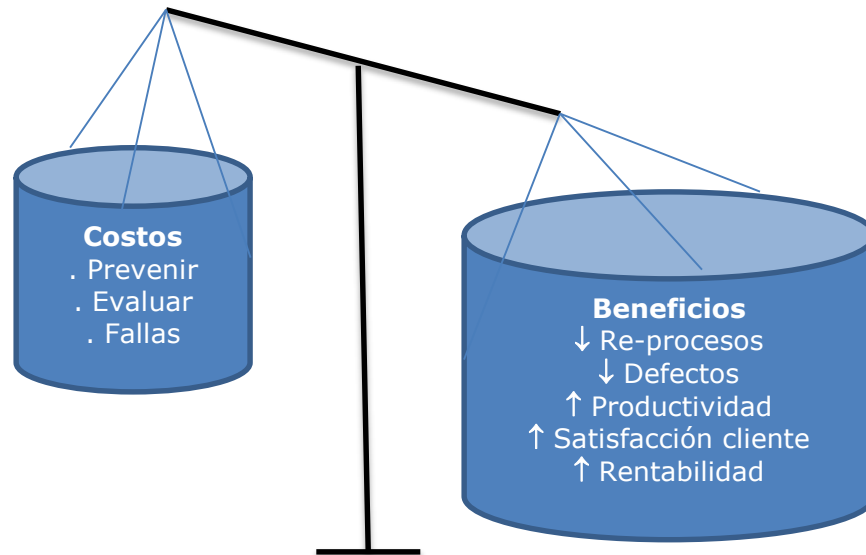 Costos
. Prevenir
. Evaluar
. Fallas
Beneficios
↓ Re-procesos
↓ Defectos
↑ Productividad
↑ Satisfacción cliente
↑ Rentabilidad